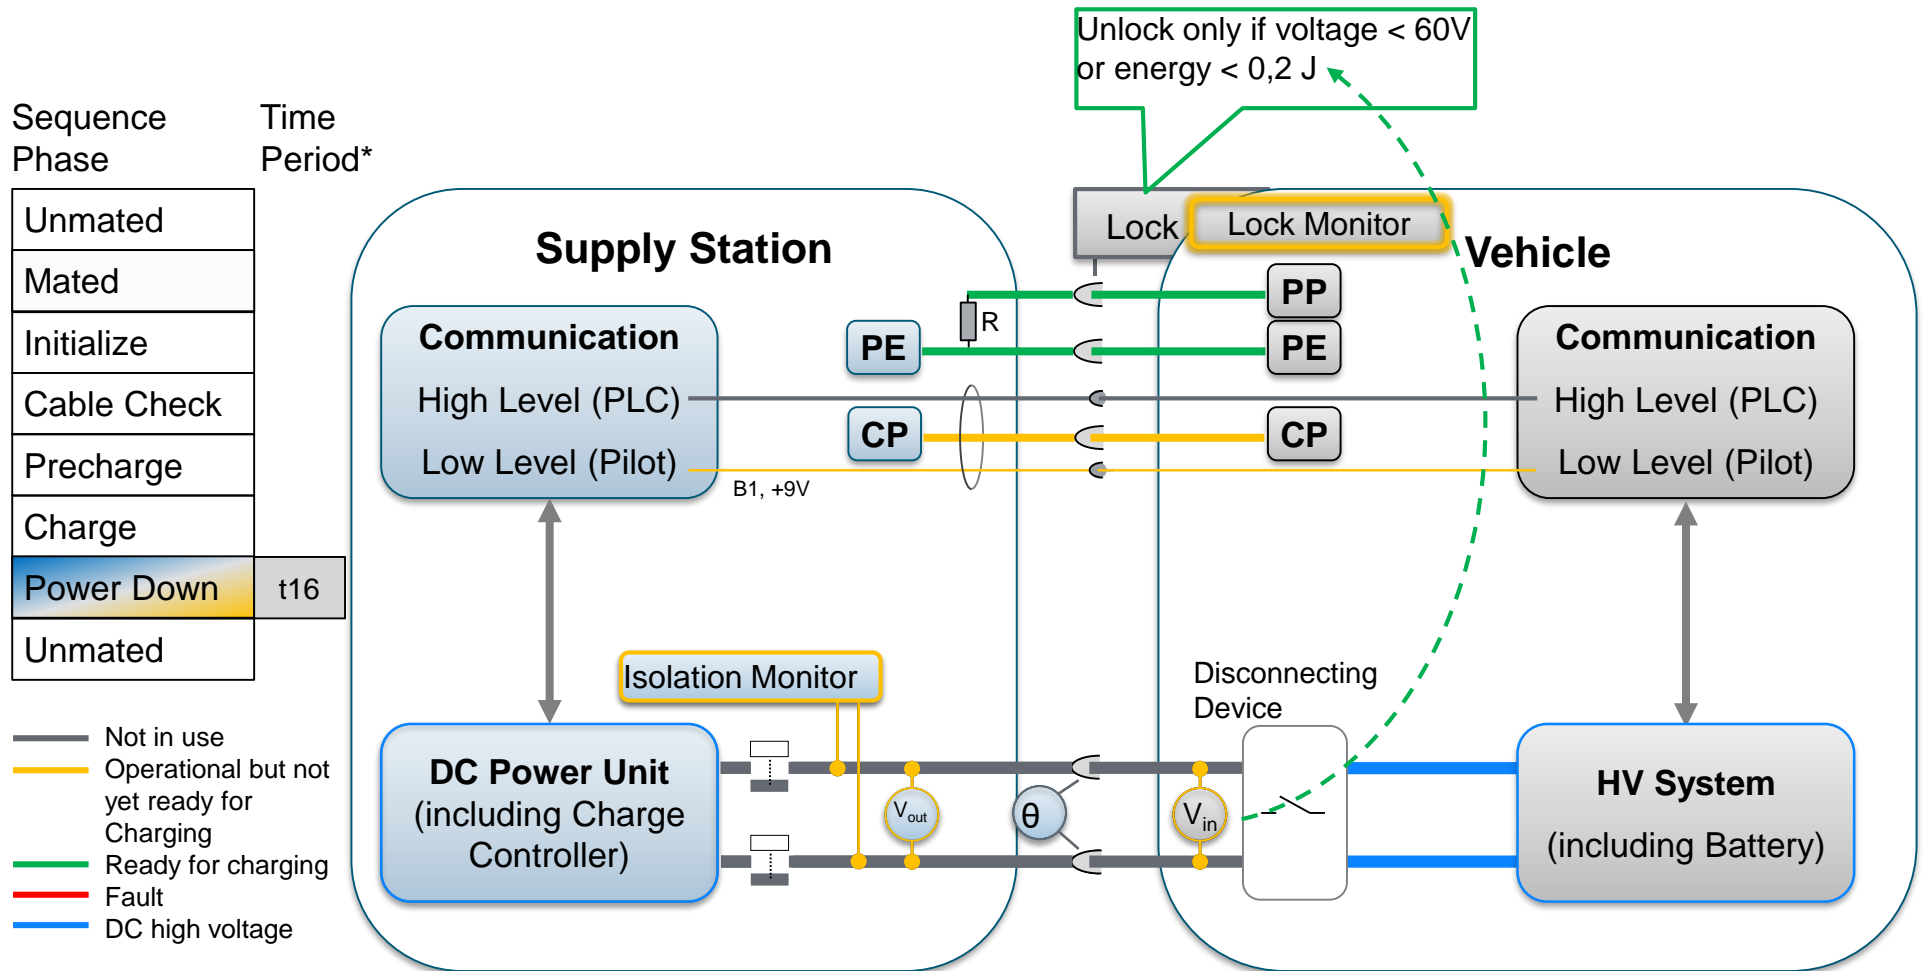 Unlock only if voltage < 60V
or energy < 0,2 J
Sequence
Phase
Time
Period*
Unmated
Mated
Initialize
Cable Check
Precharge
Charge
Power Down
t16
Unmated
Not in use
Operational but not
yet ready for
Charging
Ready for charging
Fault
DC high voltage
Supply Station
Communication
High Level (PLC)
Low Level (Pilot)
B1, +9V
PE
CP
R
Isolation Monitor
DC Power Unit
(including Charge
Controller)
Vout
θ
Lock
Lock Monitor
Vehicle
PP
PE
CP
Communication
High Level (PLC)
Low Level (Pilot)
Disconnecting
Device
Vin
HV System
(including Battery)